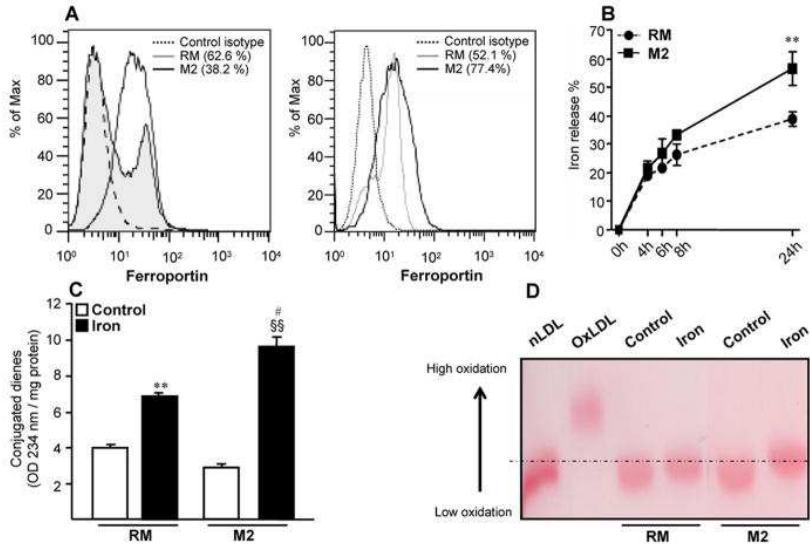 A
Control isotype
RM (62.6 %)
M2 (38.2 %)
% of Max
100
80
60
40
20
0
10⁰ 10¹ 10² 10³ 10⁴
Ferroportin
Control isotype
RM (52.1 %)
M2 (77.4%)
% of Max
100
80
60
40
20
0
10⁰ 10¹ 10² 10³ 10⁴
Ferroportin
B
RM
M2
**
Iron release %
70
60
50
40
30
20
10
0
0h 4h 6h 8h 24h
C
Control
Iron
Conjugated dienes
(OD 234 nm / mg protein)
12
10
8
6
4
2
**
#
§§
RM M2
D
nLDL OxLDL Control Iron Control Iron
High oxidation
Low oxidation
RM M2